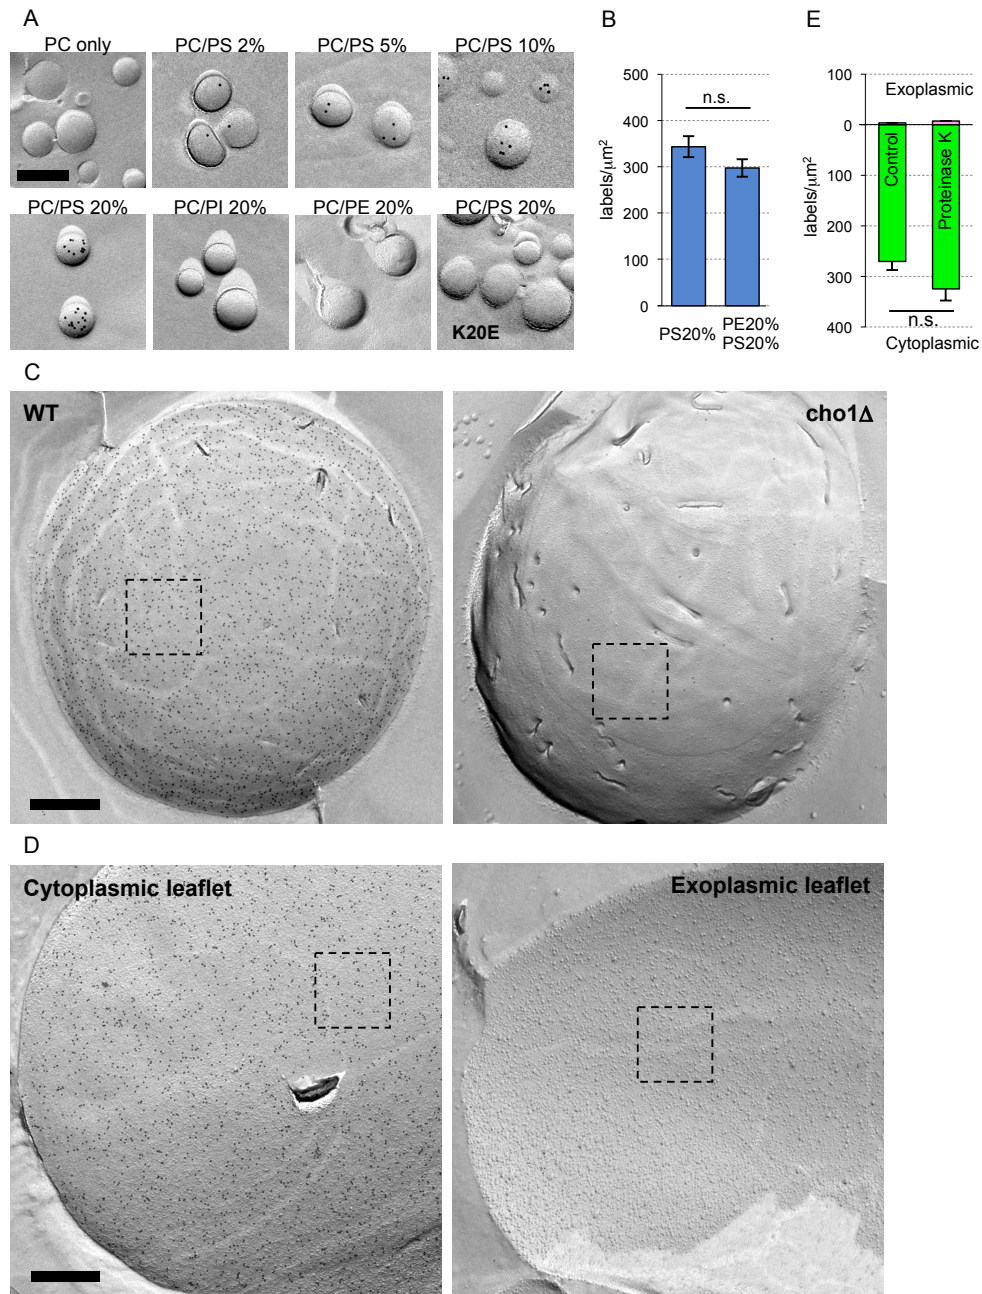 A
PC only
PC/PS 2%
PC/PS 5%
PC/PS 10%
PC/PS 20%
PC/PI 20%
PC/PE 20%
PC/PS 20%
K20E
B
500
400
300
200
100
0
labels/μm²
n.s.
PS20%
PE20%
PS20%
E
100
0
100
200
300
400
labels/μm²
Exoplasmic
Control
Proteinase K
n.s.
Cytoplasmic
C
WT
cho1Δ
D
Cytoplasmic leaflet
Exoplasmic leaflet